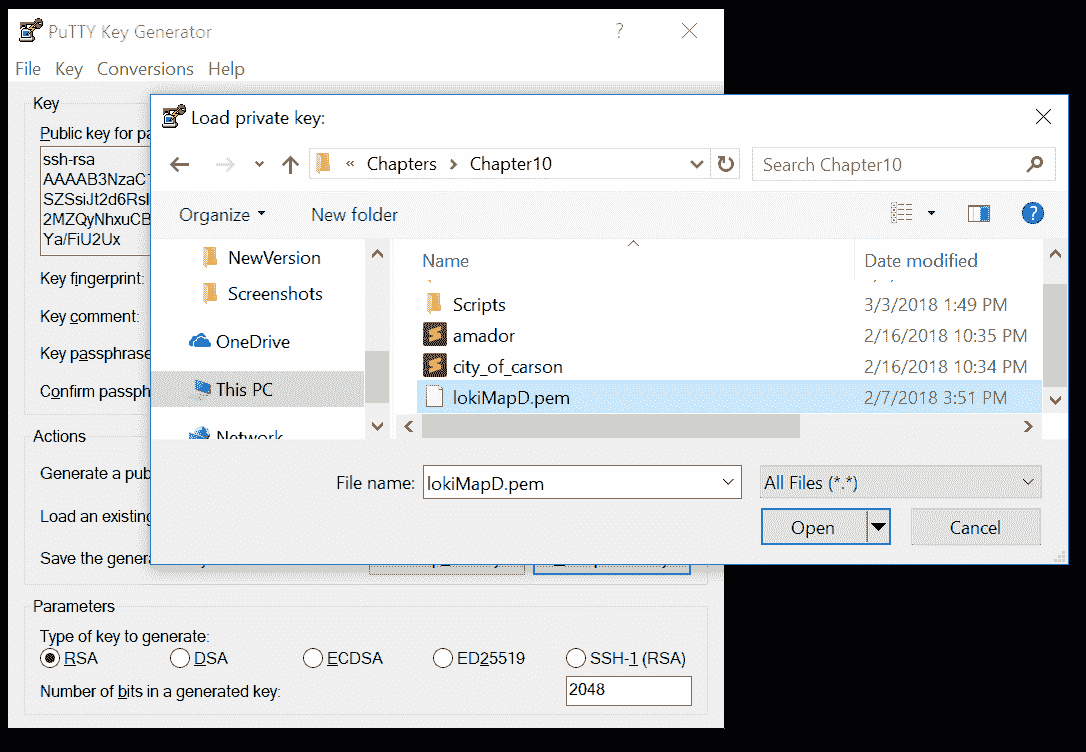 PuTTY Key Generator ?
File Key Conversions Help
Key
Public key for pa
ssh-rsa
SZSsiJt2d6Rsl
2MZQyNhxuCB
Ya/FiU2Ux
Key fingerprint:
Key comment:
Key passphrase
Confirm passph
Load private key:
« Chapters > Chapter10
Search Chapter10
Organize New folder
?
NewVersion
Screenshots
OneDrive
This PC
Network
Name Date modified
Scripts 3/3/2018 1:49 PM
amador 2/16/2018 10:35 PM
city_of_carson 2/16/2018 10:34 PM
lokiMapD.pem 2/7/2018 3:51 PM
File name: lokiMapD.pem All Files (*.*)
Open Cancel
Actions
Generate a pub
Load an existing
Save the genera
Parameters
Type of key to generate:
RSA DSA ECDSA ED25519 SSH-1 (RSA)
Number of bits in a generated key: 2048